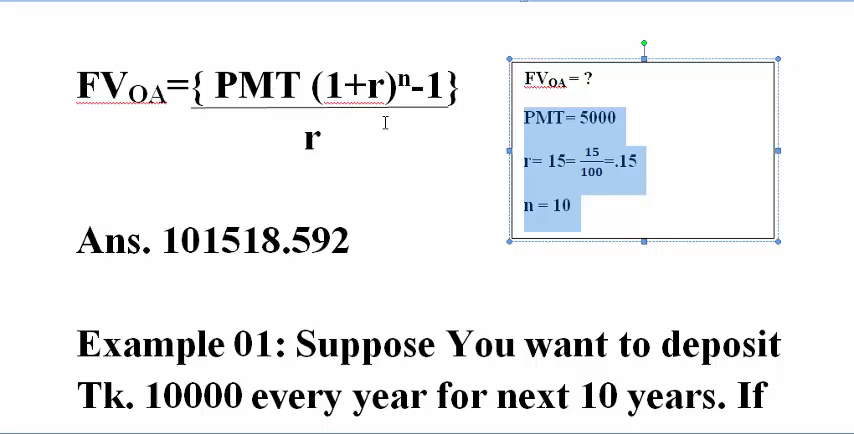 FVOA={ PMT (1+r)n-1}
r
Ans. 101518.592
FVOA = ?
PMT= 5000
r= 15= 15/100 =.15
n = 10
Example 01: Suppose You want to deposit
Tk. 10000 every year for next 10 years. If